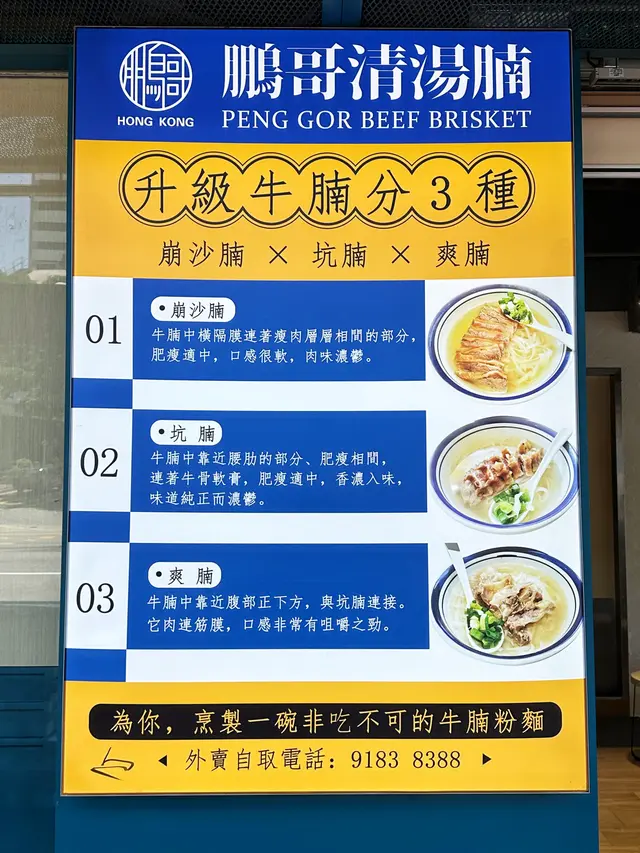 鵬哥
HONG KONG
鵬哥清湯腩
PENG GOR BEEF BRISKET
升級牛腩分3種
崩沙腩 × 坑腩 × 爽腩
01
•崩沙腩
牛腩中橫隔膜連著瘦肉層層相間的部分，
肥瘦適中，口感很軟，肉味濃鬱。
02
•坑 腩
牛腩中靠近腰肋的部分、肥瘦相間，
連著牛骨軟膏，肥瘦適中，香濃入味，
味道純正而濃鬱。
03
•爽 腩
牛腩中靠近腹部正下方，與坑腩連接。
它肉連筋膜，口感非常有咀嚼之勁。
為你，烹製一碗非吃不可的牛腩粉麵
◀ 外賣自取電話：9183 8388 ▶